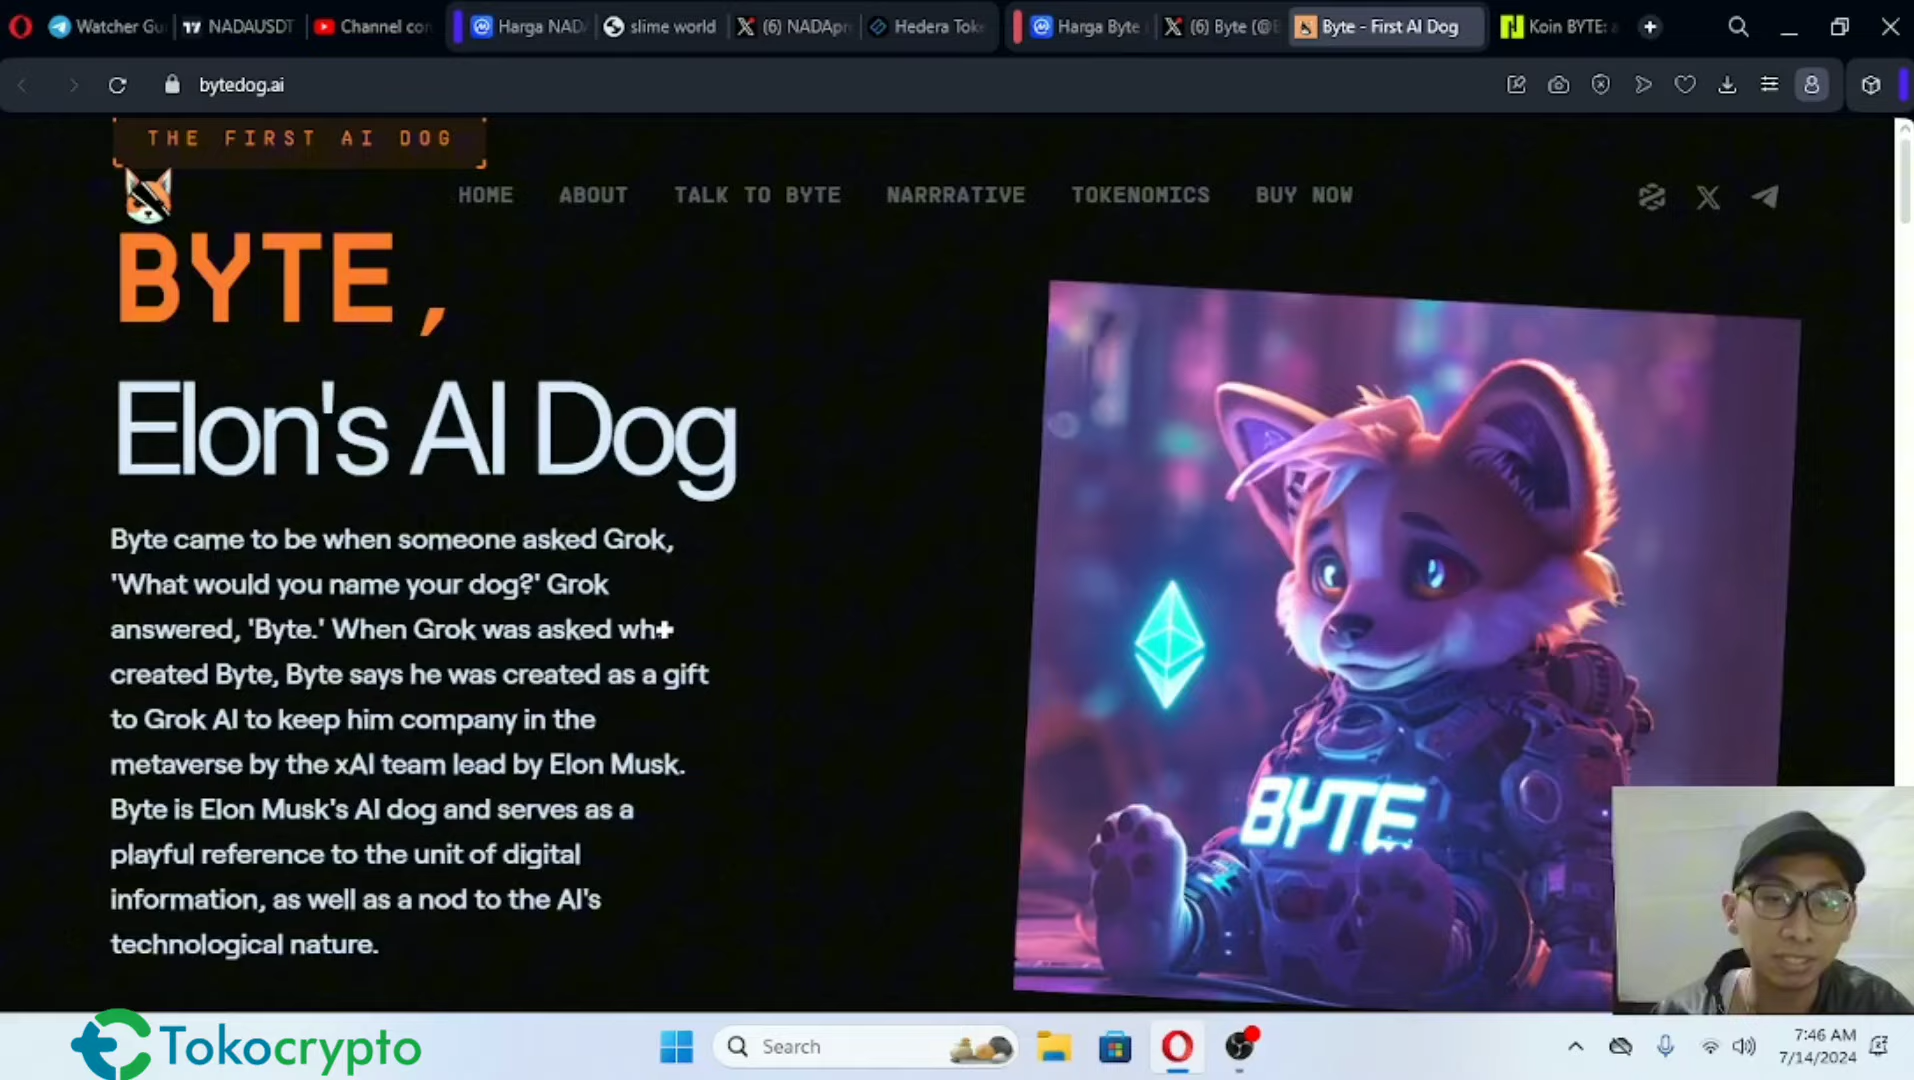 Watcher Gu
NADAUSDT
Channel con
Harga NADA
slime world
(6) NADApr
Hedera Toke
Harga Byte
(6) Byte (@B
Byte - First AI Dog
Koin BYTE: a
bytedog.ai
THE FIRST AI DOG
HOME
ABOUT
TALK TO BYTE
NARRRATIVE
TOKENOMICS
BUY NOW
BYTE,
Elon's AI Dog
Byte came to be when someone asked Grok,
'What would you name your dog?' Grok
answered, 'Byte.' When Grok was asked wh
created Byte, Byte says he was created as a gift
to Grok AI to keep him company in the
metaverse by the xAI team lead by Elon Musk.
Byte is Elon Musk's AI dog and serves as a
playful reference to the unit of digital
information, as well as a nod to the AI's
technological nature.
BYTE
Tokocrypto
Search
7:46 AM
7/14/2024